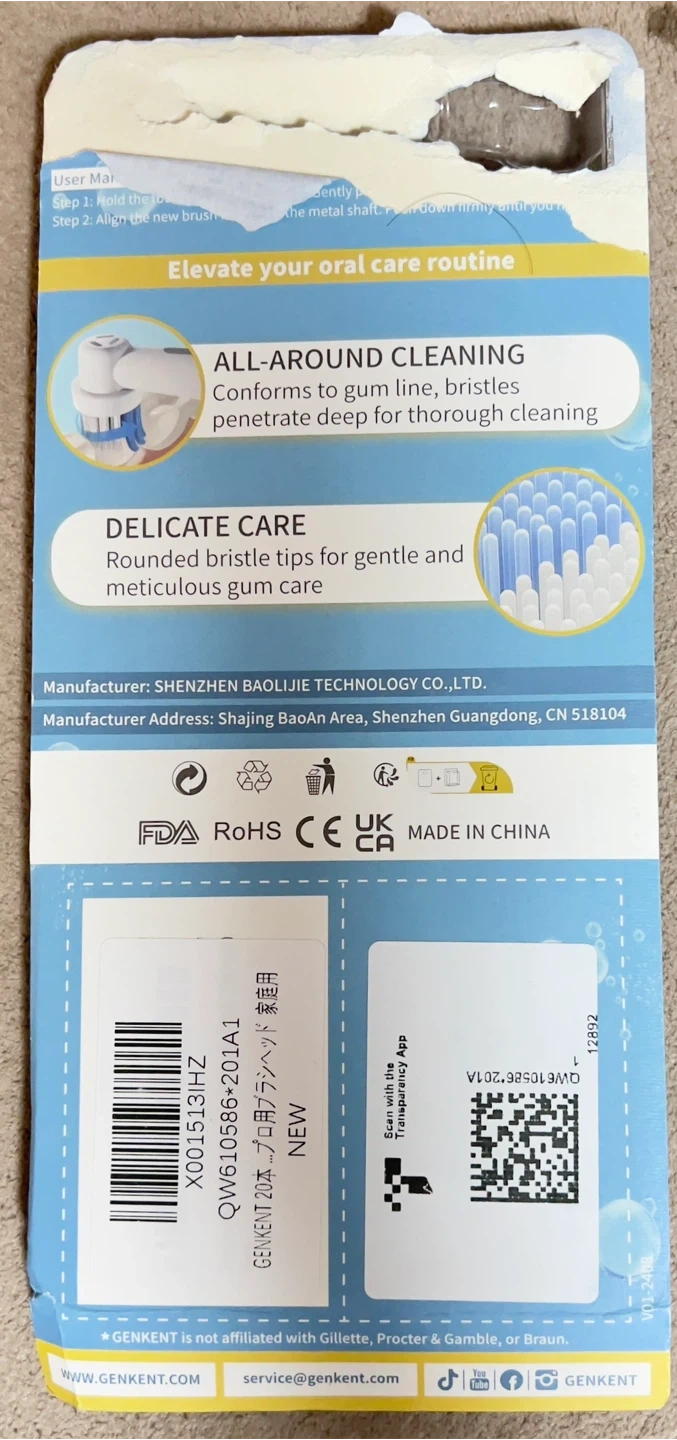 User Ma
Step 1: Hold the
ently
Step 2: Align the new brush
the metal shaft.
down firmly until you
Elevate your oral care routine
ALL-AROUND CLEANING
Conforms to gum line, bristles
penetrate deep for thorough cleaning
DELICATE CARE
Rounded bristle tips for gentle and
meticulous gum care
Manufacturer: SHENZHEN BAOLIJIE TECHNOLOGY CO.,LTD.
Manufacturer Address: Shajing BaoAn Area, Shenzhen Guangdong, CN 518104
FDA RoHS CE UKCA MADE IN CHINA
X001513IHZ
QW610586*201A1
GENKENT 20本 ...プロ用ブラシヘッド 家庭用
NEW
Scan with the
Transparency App
QW610586*201A
1
12892
V01-240R
*GENKENT is not affiliated with Gillette, Procter & Gamble, or Braun.
WWW.GENKENT.COM
service@genkent.com
You
Tube
GENKENT